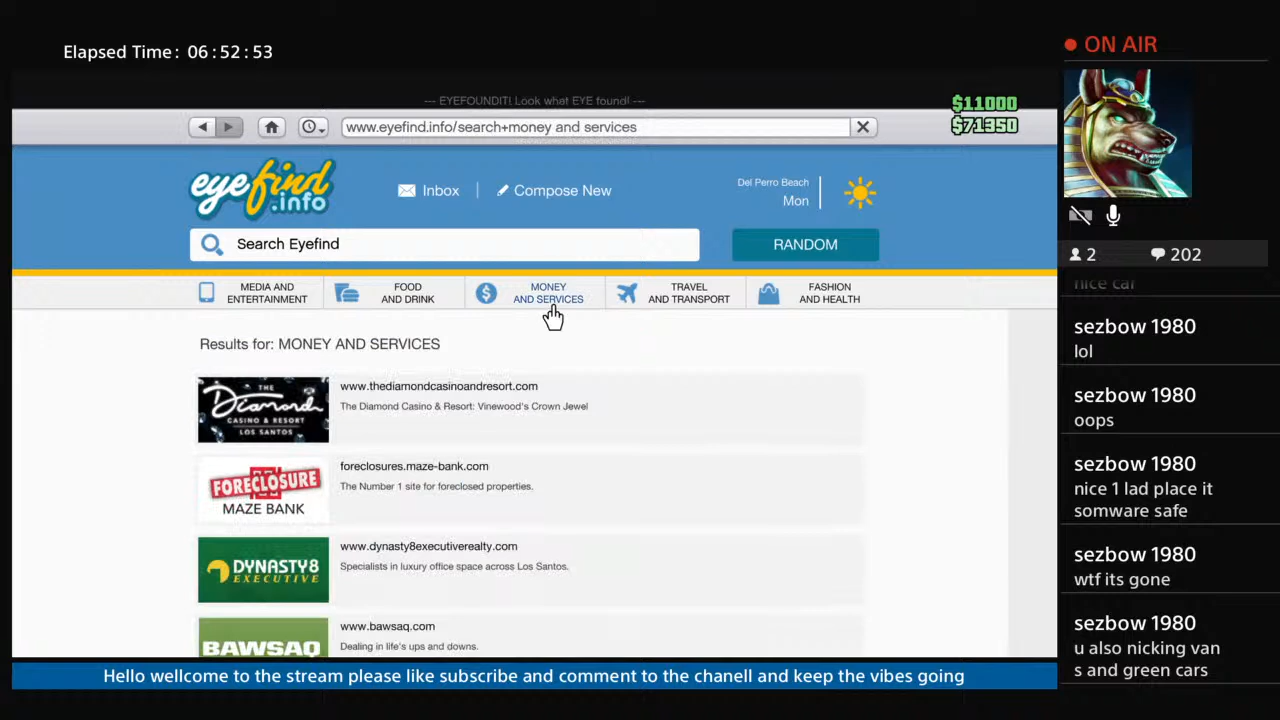 Elapsed Time: 06:52:53
ON AIR
--- EYEFOUNDIT! Look what EYE found! ---
$11000
$71350
www.eyefind.info/search+money and services
eyefind
.info
Inbox
Compose New
Del Perro Beach
Mon
Search Eyefind
RANDOM
2
202
MEDIA AND
ENTERTAINMENT
FOOD
AND DRINK
MONEY
AND SERVICES
TRAVEL
AND TRANSPORT
FASHION
AND HEALTH
Results for: MONEY AND SERVICES
THE
Diamond
CASINO & RESORT
LOS SANTOS
www.thediamondcasinoandresort.com
The Diamond Casino & Resort: Vinewood's Crown Jewel
FORECLOSURE
MAZE BANK
foreclosures.maze-bank.com
The Number 1 site for foreclosed properties.
DYNASTY8
EXECUTIVE
www.dynasty8executiverealty.com
Specialists in luxury office space across Los Santos.
BAWSAQ
www.bawsaq.com
Dealing in life's ups and downs.
nice car
sezbow 1980
lol
sezbow 1980
oops
sezbow 1980
nice 1 lad place it
somware safe
sezbow 1980
wtf its gone
sezbow 1980
u also nicking van
s and green cars
Hello wellcome to the stream please like subscribe and comment to the chanell and keep the vibes going